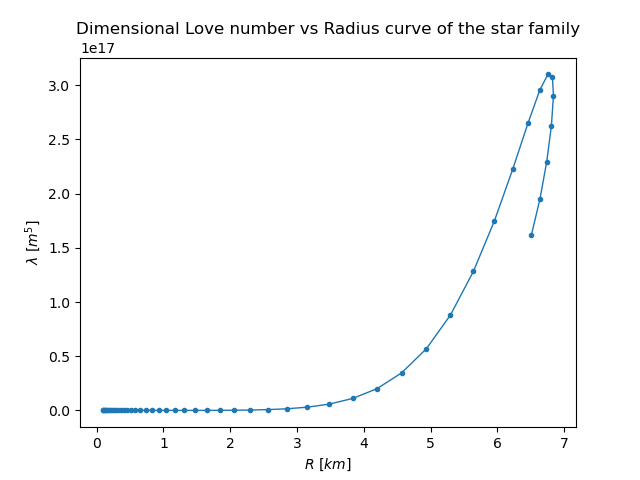 Dimensional Love number vs Radius curve of the star family
1e17
3.0
2.5
2.0
1.5
1.0
0.5
0.0
λ [m⁵]
0 1 2 3 4 5 6 7
R [km]